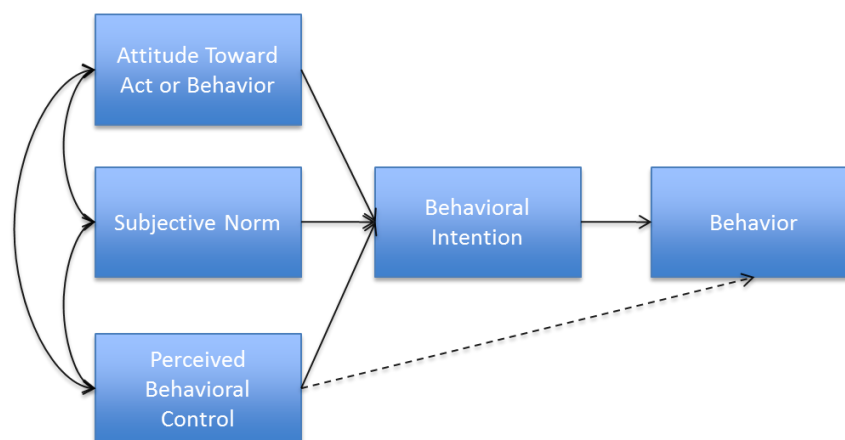 Attitude Toward
Act or Behavior
Subjective Norm
Behavioral
Intention
Behavior
Perceived
Behavioral
Control